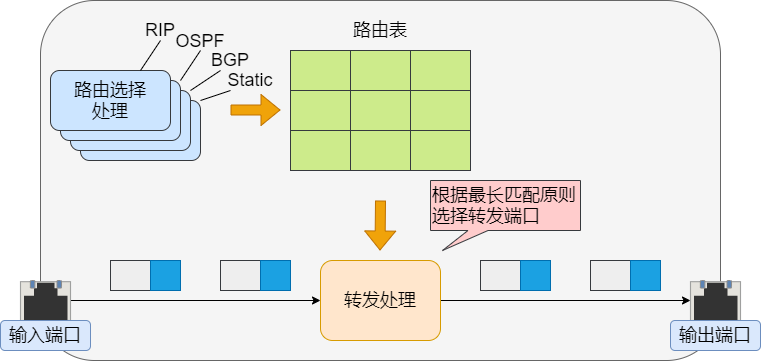 RIP
OSPF
BGP
Static
路由选择
处理
路由表
根据最长匹配原则
选择转发端口
转发处理
输入端口
输出端口